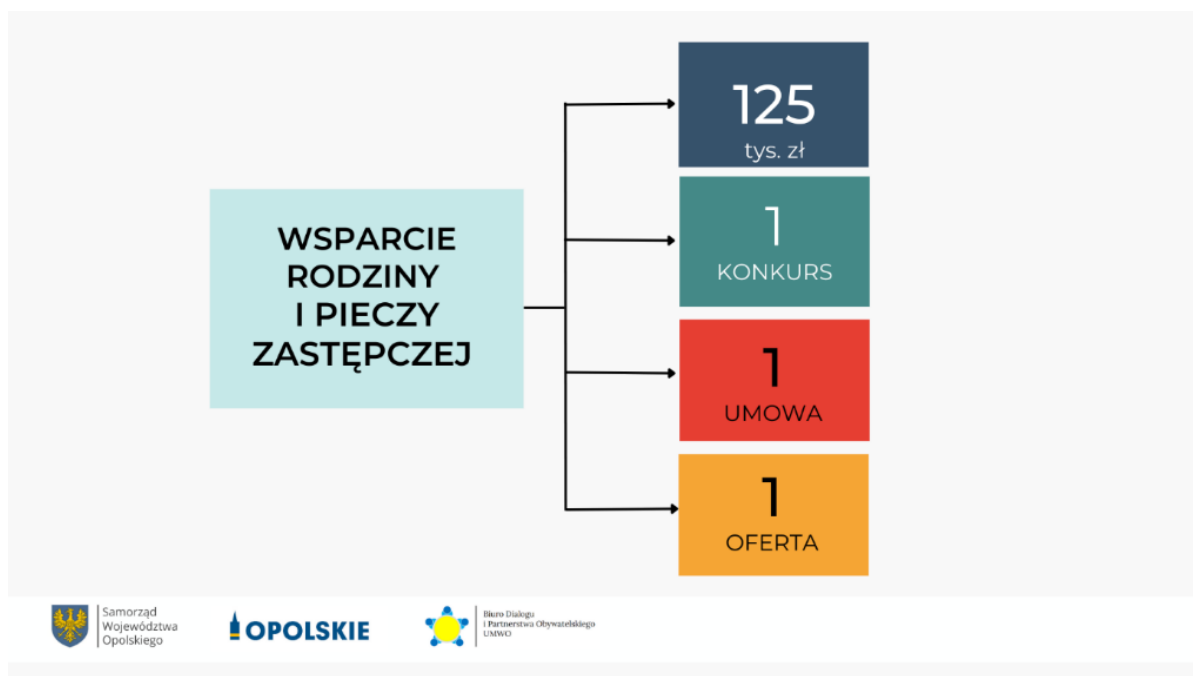 WSPARCIE
RODZINY
I PIECZY
ZASTĘPCZEJ
125
tys. zł
1
KONKURS
1
UMOWA
1
OFERTA
Samorząd
Województwa
Opolskiego
OPOLSKIE
Biuro Dialogu
i Partnerstwa Obywatelskiego
UMWO